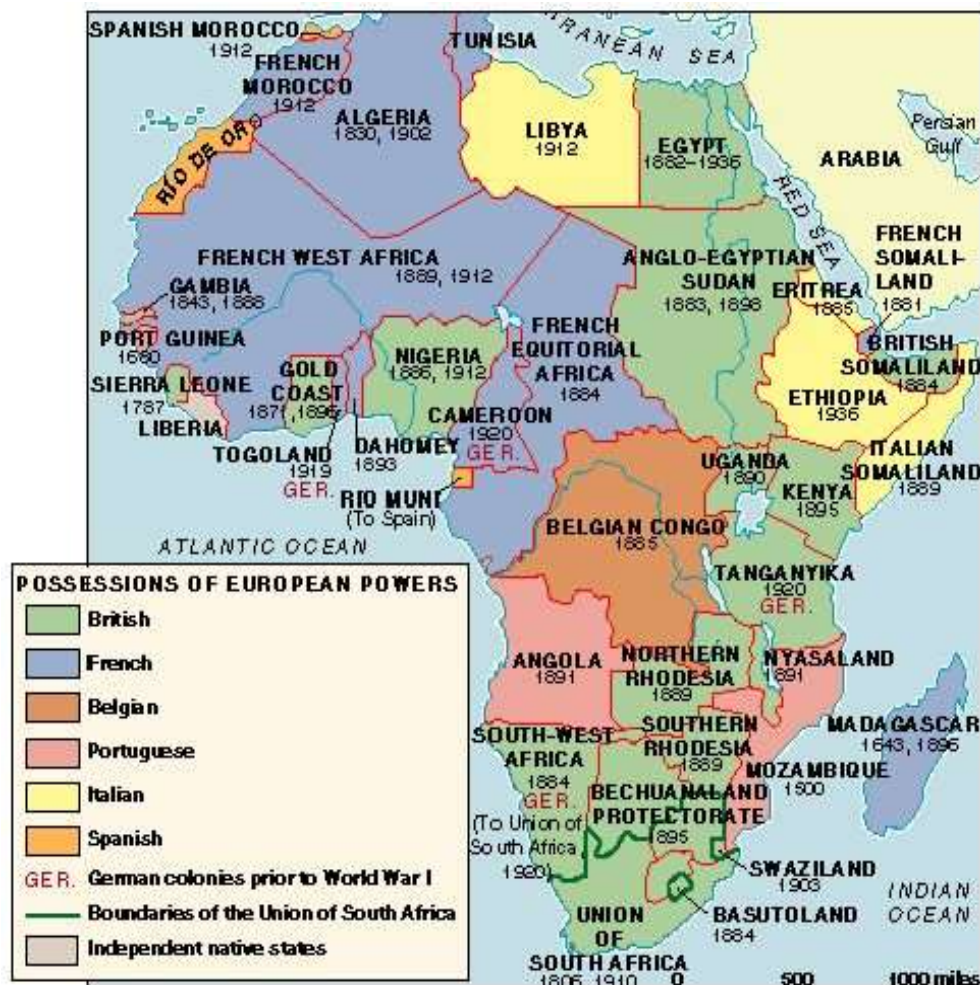 SPANISH MOROCCO
1912
FRENCH
MOROCCO
1912
TUNISIA
RANEAN SEA
ALGERIA
1830, 1902
LIBYA
1912
EGYPT
1882–1936
Persian
Gulf
ARABIA
RÍO DE OR
RED SEA
FRENCH WEST AFRICA
1889, 1912
GAMBIA
1843, 1888
PORT GUINEA
1680
SIERRA LEONE
1787
LIBERIA
GOLD
COAST
1871, 1896
TOGOLAND
1919
GER.
DAHOMEY
1893
NIGERIA
1886, 1912
CAMEROON
1920
GER.
RIO MUNI
(To Spain)
FRENCH
EQUITORIAL
AFRICA
1884
ANGLO-EGYPTIAN
SUDAN
1883, 1898
ERITREA
1885
FRENCH
SOMALI-
LAND
1881
BRITISH
SOMALILAND
1884
ETHIOPIA
1936
ITALIAN
SOMALILAND
1889
UGANDA
1890
KENYA
1895
BELGIAN CONGO
1885
TANGANYIKA
1920
GER.
ATLANTIC OCEAN
ANGOLA
1891
NORTHERN
RHODESIA
1889
NYASALAND
1891
SOUTHERN
RHODESIA
1889
MADAGASCAR
1643, 1896
MOZAMBIQUE
1500
SOUTH-WEST
AFRICA
1884
GER.
(To Union of
South Africa
1920)
BECHUANALAND
PROTECTORATE
1895
SWAZILAND
1903
BASUTOLAND
1884
UNION
OF
SOUTH AFRICA
1806, 1910
INDIAN
OCEAN
0 500 1000 miles
POSSESSIONS OF EUROPEAN POWERS
British
French
Belgian
Portuguese
Italian
Spanish
GER. German colonies prior to World War I
Boundaries of the Union of South Africa
Independent native states